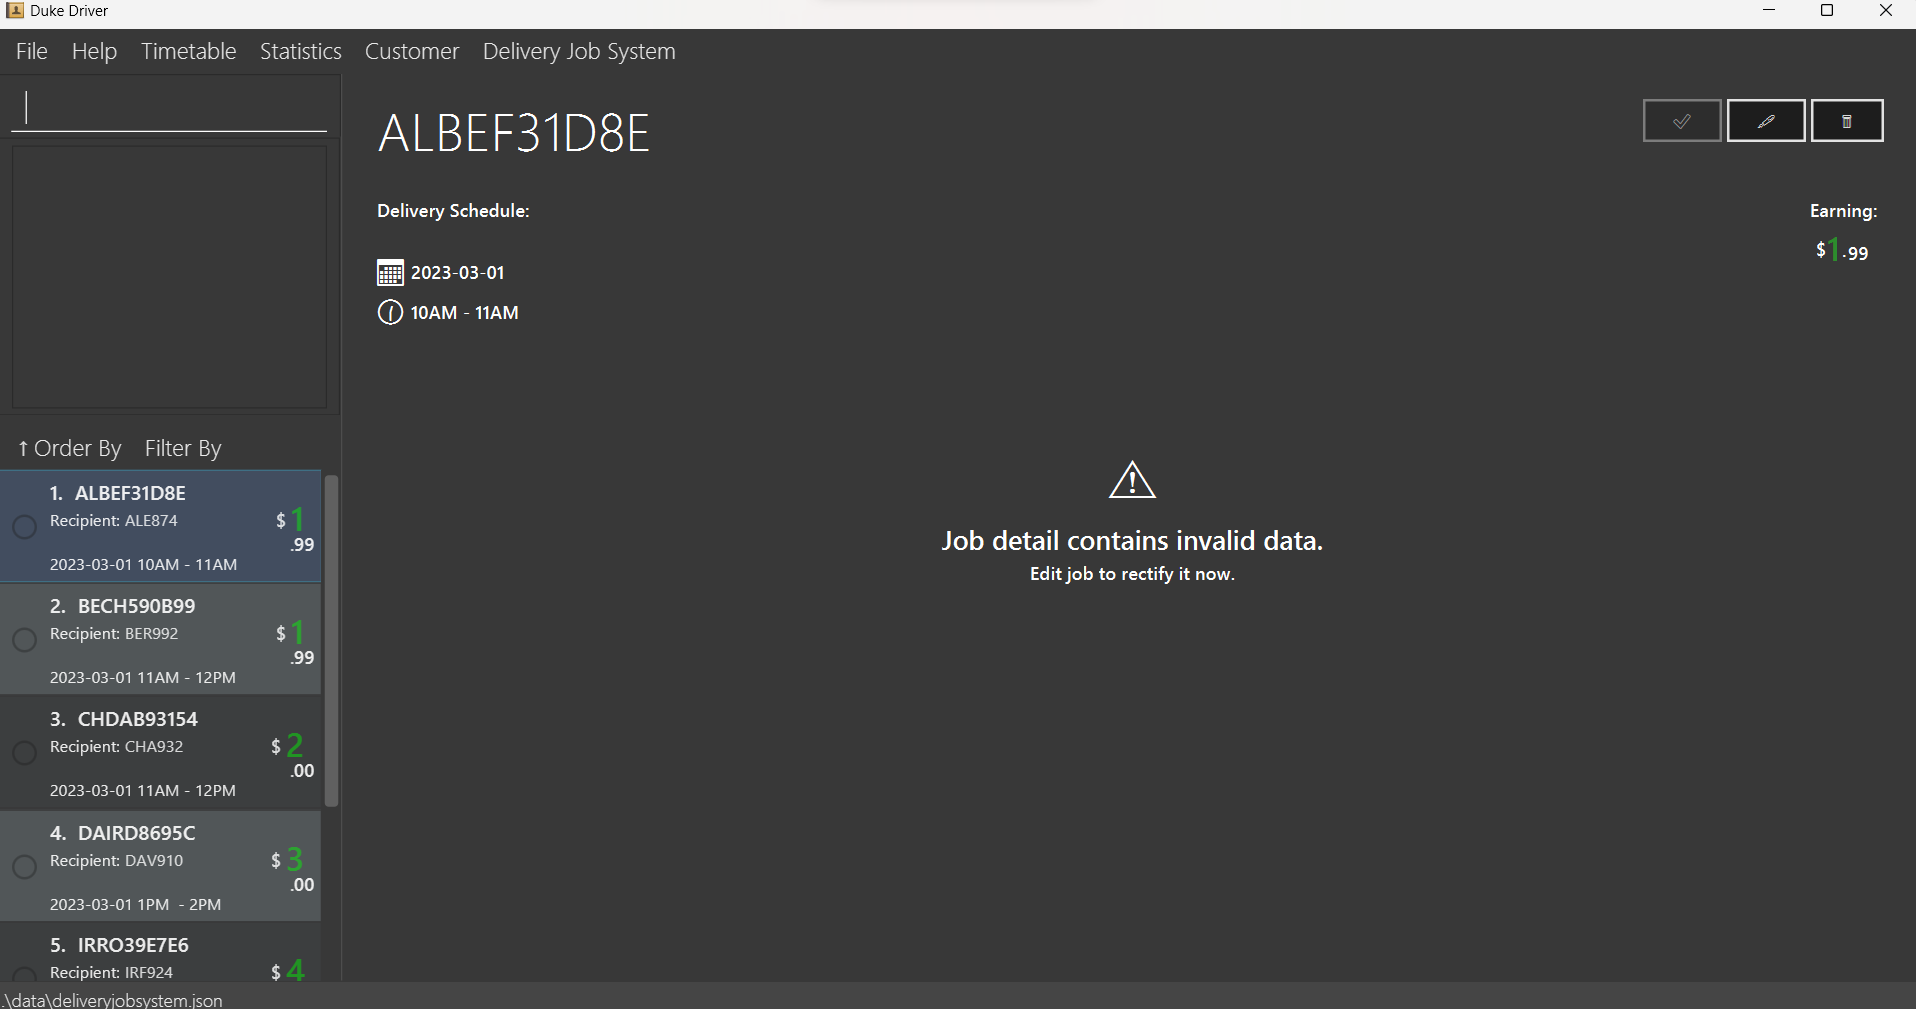 Duke Driver
File Help Timetable Statistics Customer Delivery Job System
ALBEF31D8E
Delivery Schedule:
Earning:
2023-03-01
$1.99
10AM - 11AM
Job detail contains invalid data.
Edit job to rectify it now.
↑ Order By Filter By
1. ALBEF31D8E
Recipient: ALE874
$1.99
2023-03-01 10AM - 11AM
2. BECH590B99
Recipient: BER992
$1.99
2023-03-01 11AM - 12PM
3. CHDAB93154
Recipient: CHA932
$2.00
2023-03-01 11AM - 12PM
4. DAIRD8695C
Recipient: DAV910
$3.00
2023-03-01 1PM - 2PM
5. IRRO39E7E6
Recipient: IRF924
$4
.\data\deliveryjobsystem.json